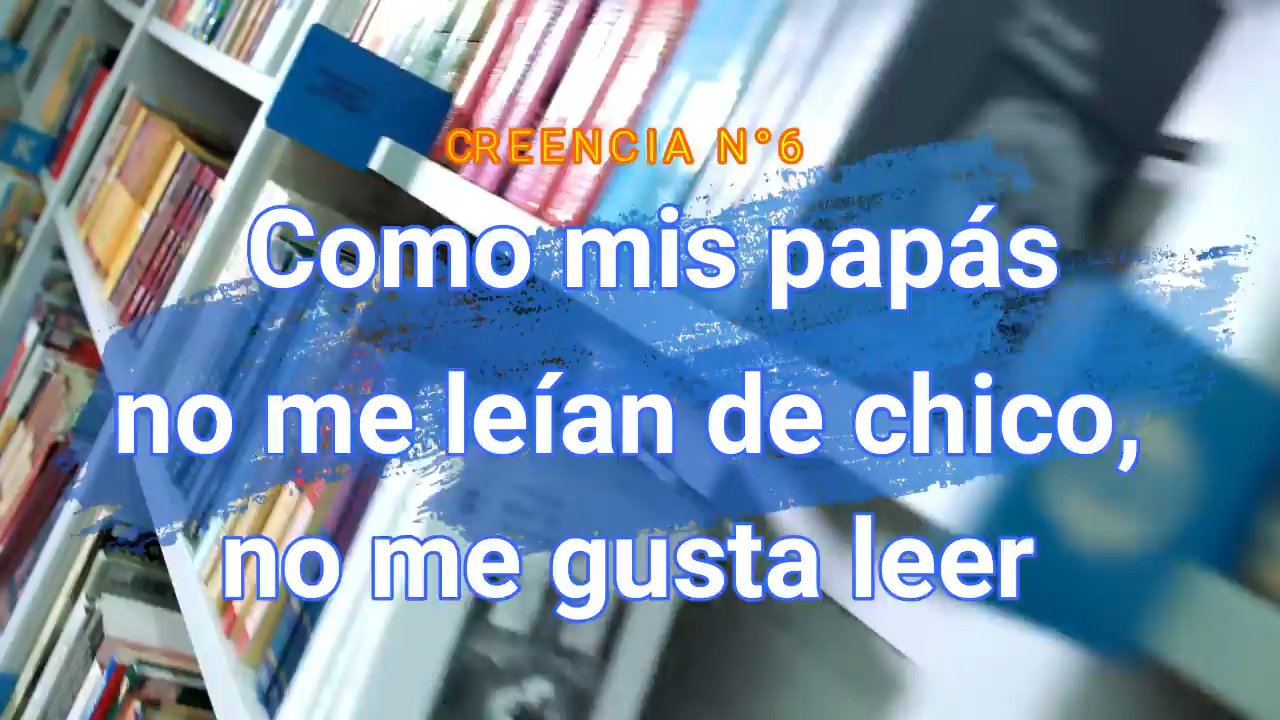 CREENCIA N°6
Como mis papás
no me leían de chico,
no me gusta leer